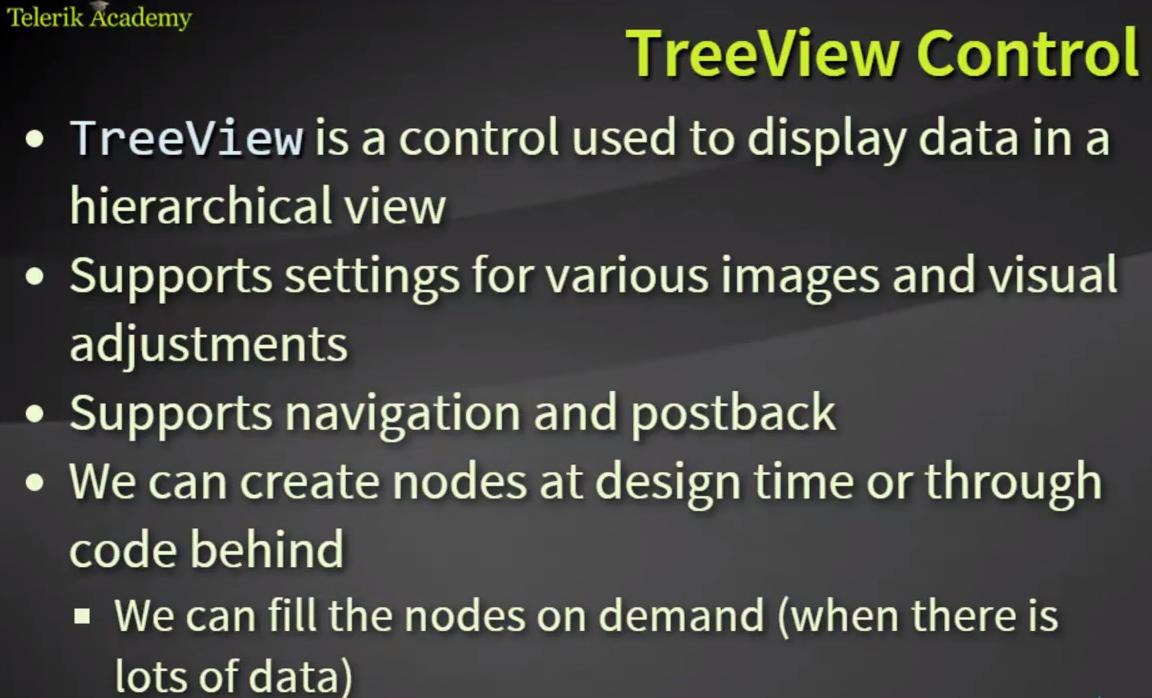 Telerik Academy
TreeView Control
• TreeView is a control used to display data in a
hierarchical view
• Supports settings for various images and visual
adjustments
• Supports navigation and postback
• We can create nodes at design time or through
code behind
▪ We can fill the nodes on demand (when there is
lots of data)